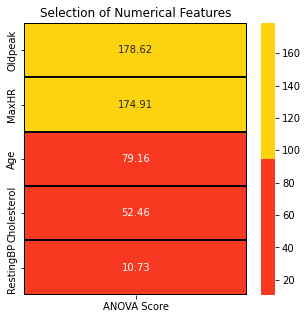 Selection of Numerical Features
Oldpeak
178.62
MaxHR
174.91
Age
79.16
Cholesterol
52.46
RestingBP
10.73
ANOVA Score
160
140
120
100
80
60
40
20